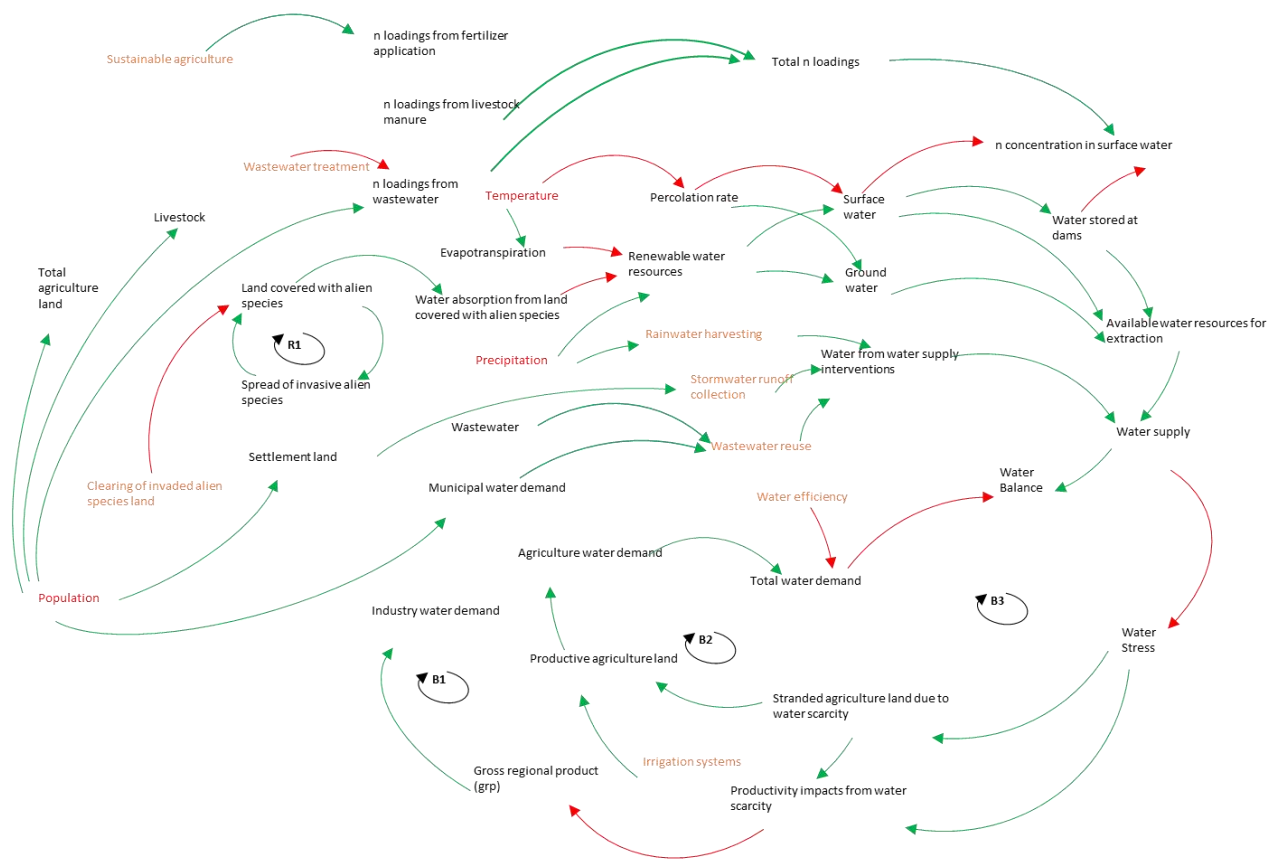 n loadings from fertilizer
application
Sustainable agriculture
Total n loadings
n loadings from livestock
manure
n concentration in surface water
Wastewater treatment
n loadings from
wastewater
Temperature
Percolation rate
Surface
water
Livestock
Water stored at
dams
Evapotranspiration
Renewable water
resources
Total
agriculture
land
Ground
water
Land covered with alien
species
Water absorption from land
covered with alien species
Available water resources for
extraction
Rainwater harvesting
R1
Precipitation
Water from water supply
interventions
Spread of invasive alien
species
Stormwater runoff
collection
Wastewater
Water supply
Wastewater reuse
Settlement land
Water
Balance
Clearing of invaded alien
species land
Municipal water demand
Water efficiency
Agriculture water demand
Total water demand
Population
B3
Industry water demand
Water
Stress
B2
Productive agriculture land
B1
Stranded agriculture land due to
water scarcity
Irrigation systems
Gross regional product
(grp)
Productivity impacts from water
scarcity